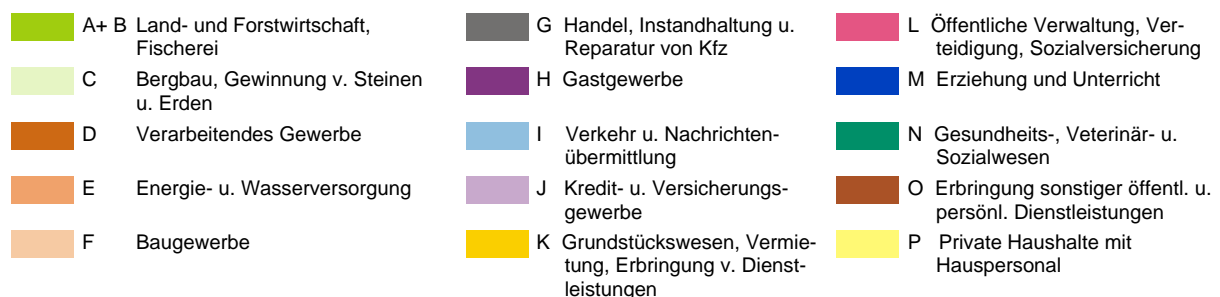 A+ B Land- und Forstwirtschaft,
Fischerei
C Bergbau, Gewinnung v. Steinen
u. Erden
D Verarbeitendes Gewerbe
E Energie- u. Wasserversorgung
F Baugewerbe
G Handel, Instandhaltung u.
Reparatur von Kfz
H Gastgewerbe
I Verkehr u. Nachrichten-
übermittlung
J Kredit- u. Versicherungs-
gewerbe
K Grundstückswesen, Vermie-
tung, Erbringung v. Dienst-
leistungen
L Öffentliche Verwaltung, Ver-
teidigung, Sozialversicherung
M Erziehung und Unterricht
N Gesundheits-, Veterinär- u.
Sozialwesen
O Erbringung sonstiger öffentl. u.
persönl. Dienstleistungen
P Private Haushalte mit
Hauspersonal